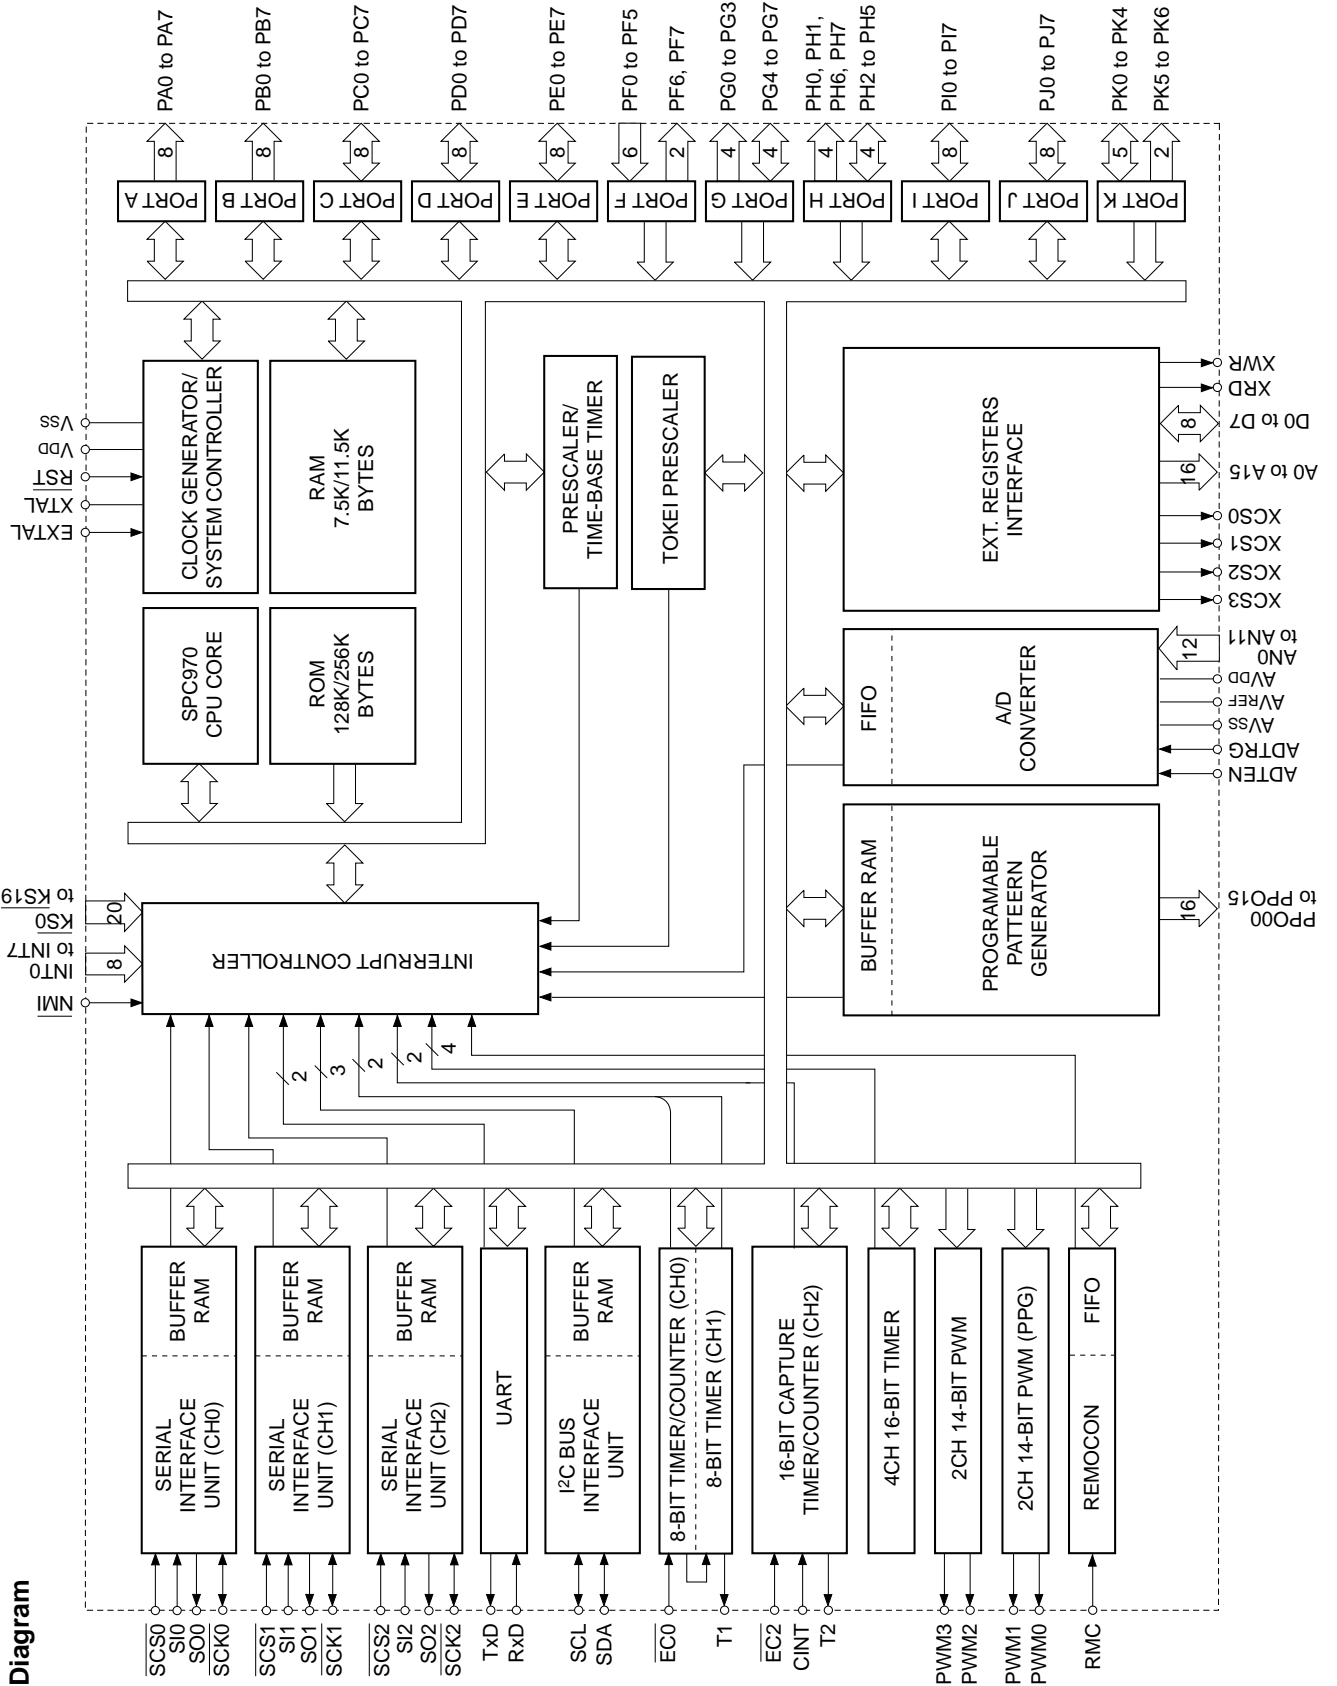 Diagram
SCS0
SI0
SO0
SCK0
SCS1
SI1
SO1
SCK1
SCS2
SI2
SO2
SCK2
TxD
RxD
SCL
SDA
EC0
T1
EC2
CINT
T2
PWM3
PWM2
PWM1
PWM0
RMC
SERIAL
INTERFACE
UNIT (CH0)
BUFFER
RAM
SERIAL
INTERFACE
UNIT (CH1)
BUFFER
RAM
SERIAL
INTERFACE
UNIT (CH2)
BUFFER
RAM
UART
I²C BUS
INTERFACE
UNIT
BUFFER
RAM
8-BIT TIMER/COUNTER (CH0)
8-BIT TIMER (CH1)
16-BIT CAPTURE
TIMER/COUNTER (CH2)
4CH 16-BIT TIMER
2CH 14-BIT PWM
2CH 14-BIT PWM (PPG)
REMOCON
FIFO
2
3
2
2
4
NMI
INT0
to INT7
8
KS0
to KS19
20
INTERRUPT CONTROLLER
EXTAL
XTAL
RST
VDD
VSS
SPC970
CPU CORE
ROM
128K/256K
BYTES
CLOCK GENERATOR/
SYSTEM CONTROLLER
RAM
7.5K/11.5K
BYTES
PRESCALER/
TIME-BASE TIMER
TOKEI PRESCALER
BUFFER RAM
PROGRAMABLE
PATTEERN
GENERATOR
16
PPO00
to PPO15
FIFO
A/D
CONVERTER
ADTEN
ADTRG
AVSS
AVREF
AVDD
12
AN0
to AN11
EXT. REGISTERS
INTERFACE
XCS3
XCS2
XCS1
XCS0
16
A0 to A15
8
D0 to D7
XRD
XWR
PORT A
8
PA0 to PA7
PORT B
8
PB0 to PB7
PORT C
8
PC0 to PC7
PORT D
8
PD0 to PD7
PORT E
8
PE0 to PE7
PORT F
6
PF0 to PF5
2
PF6, PF7
PORT G
4
PG0 to PG3
4
PG4 to PG7
PORT H
4
PH0, PH1,
PH6, PH7
4
PH2 to PH5
PORT I
8
PI0 to PI7
PORT J
8
PJ0 to PJ7
PORT K
5
PK0 to PK4
2
PK5 to PK6